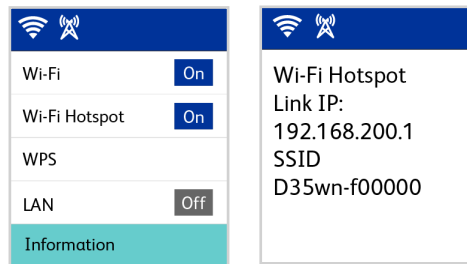 Wi-Fi On
Wi-Fi Hotspot On
WPS
LAN Off
Information
Wi-Fi Hotspot
Link IP:
192.168.200.1
SSID
D35wn-f00000